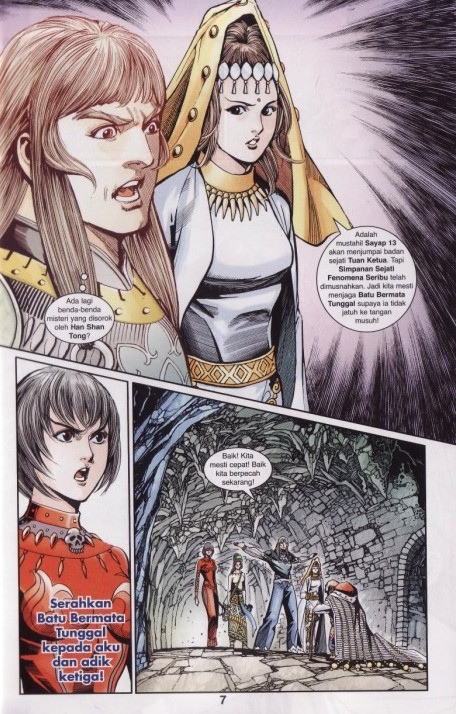 Ada lagi
benda-benda
misteri yang disorok
oleh Han Shan
Tong?
Adalah
mustahil Sayap 13
akan menjumpai badan
sejati Tuan Ketua. Tapi
Simpanan Sejati
Fenomena Seribu telah
dimusnahkan. Jadi kita mesti
menjaga Batu Bermata
Tunggal supaya ia tidak
jatuh ke tangan
musuh!
Serahkan
Batu Bermata
Tunggal
kepada aku
dan adik
ketiga!
Baik! Kita
mesti cepat! Baik
kita berpecah
sekarang!
7